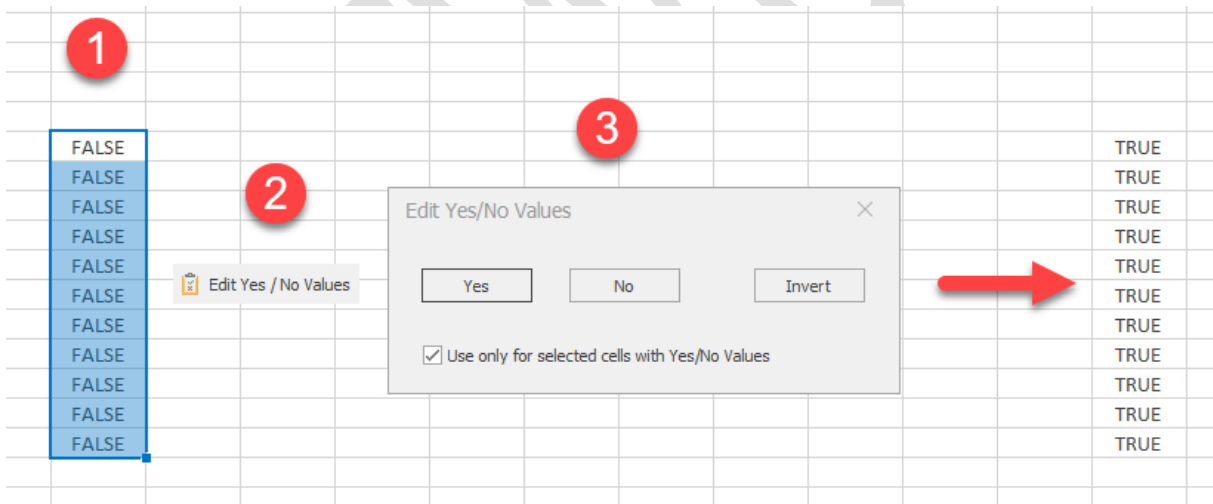 1
3
FALSE TRUE
FALSE TRUE
2
FALSE Edit Yes/No Values TRUE
FALSE TRUE
FALSE TRUE
Edit Yes / No Values
FALSE Yes No Invert TRUE
FALSE TRUE
FALSE Use only for selected cells with Yes/No Values TRUE
FALSE TRUE
FALSE TRUE
FALSE TRUE